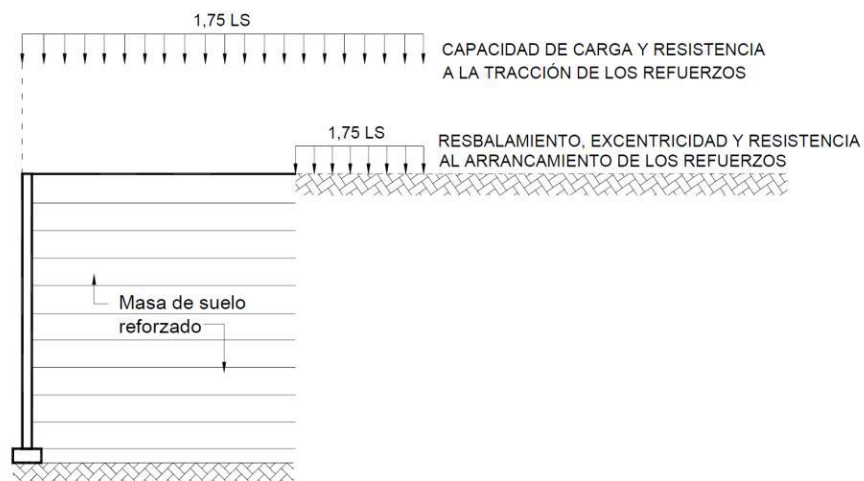 1,75 LS
CAPACIDAD DE CARGA Y RESISTENCIA
A LA TRACCIÓN DE LOS REFUERZOS
1,75 LS
RESBALAMIENTO, EXCENTRICIDAD Y RESISTENCIA
AL ARRANCAMIENTO DE LOS REFUERZOS
Masa de suelo
reforzado